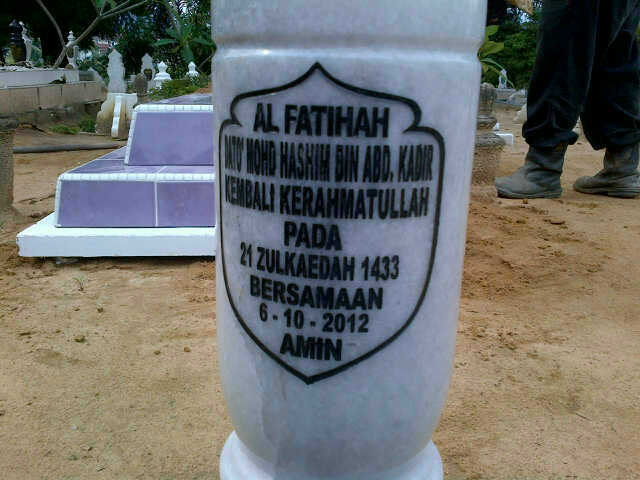 AL FATIHAH
DATO' MOHD HASHIM BIN ABD. KADIR
KEMBALI KERAHMATULLAH
PADA
21 ZULKAEDAH 1433
BERSAMAAN
6 - 10 - 2012
AMIN